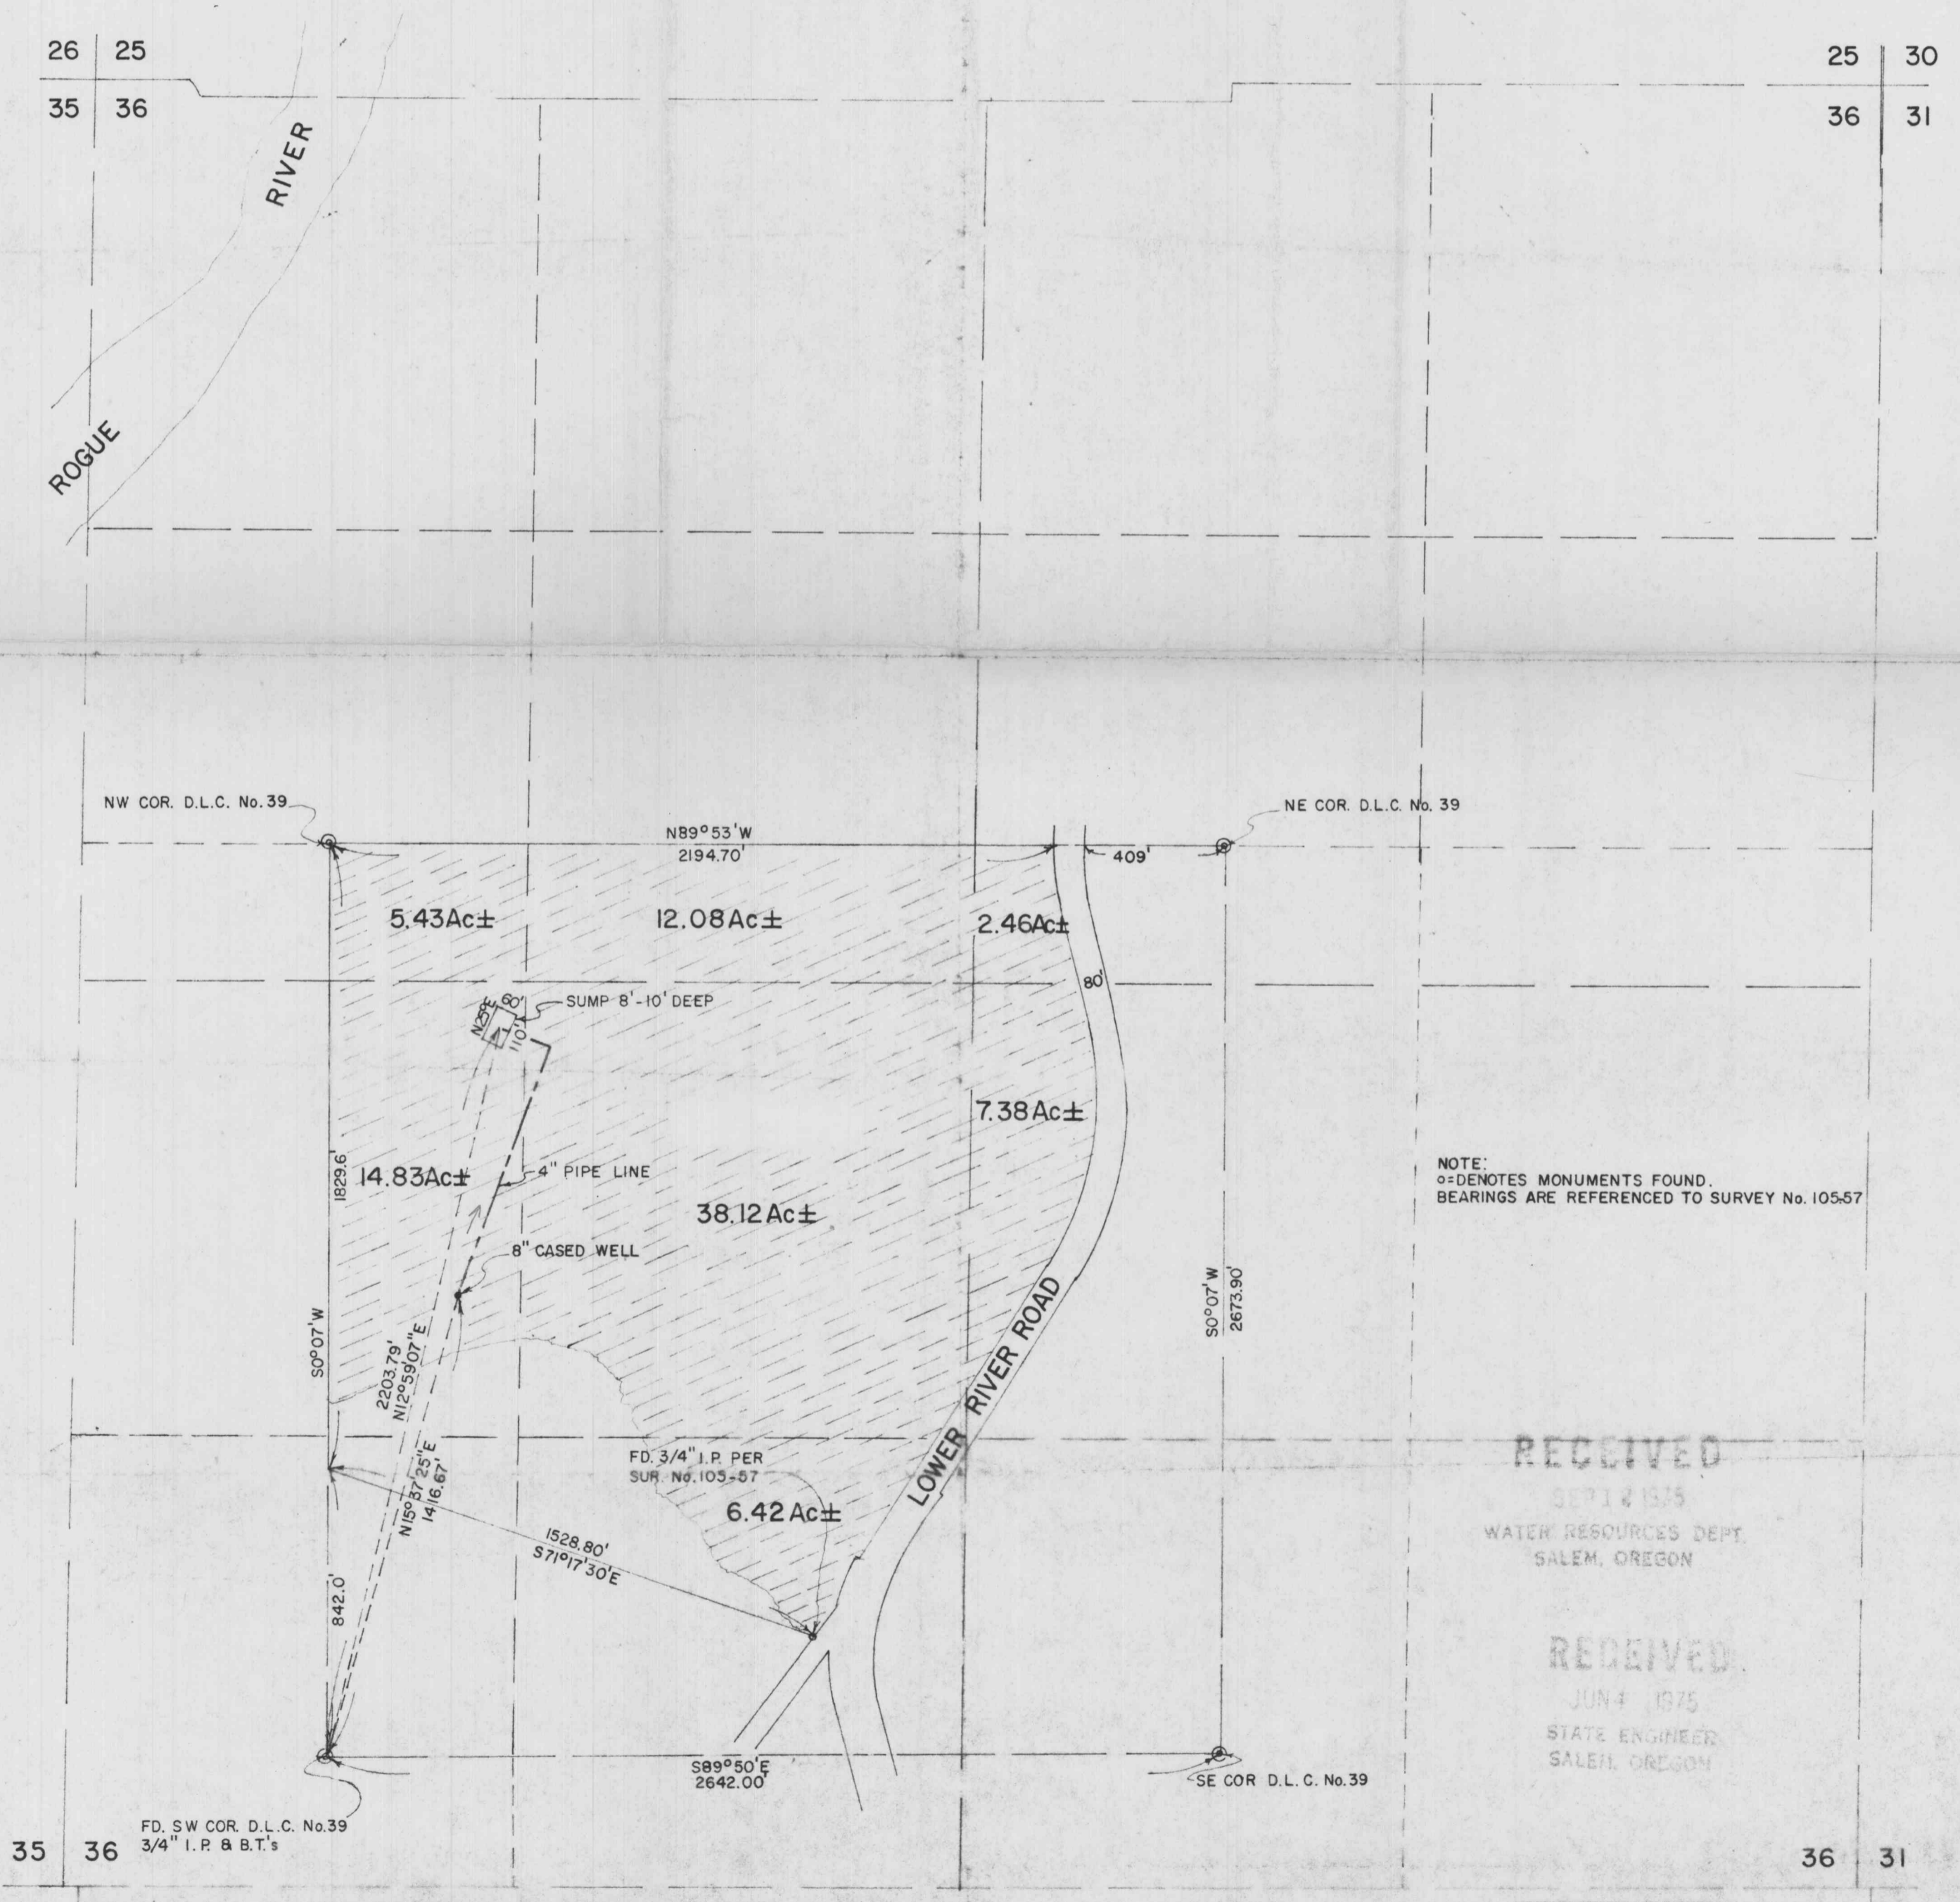 26 25
25 30
35 36
36 31
RIVER
ROGUE
NW COR. D.L.C. No. 39
NE COR. D.L.C. No. 39
N89°53'W
2194.70'
409'
5.43Ac±
12.08Ac±
2.46Ac±
80'
N25°E
60'
110'
SUMP 8'-10' DEEP
7.38Ac±
1829.6'
14.83Ac±
4" PIPE LINE
38.12Ac±
NOTE:
o=DENOTES MONUMENTS FOUND.
BEARINGS ARE REFERENCED TO SURVEY No. 105-57
8" CASED WELL
S0°07'W
2203.79'
N12°59'07"E
S0°07'W
2673.90'
LOWER RIVER ROAD
N15°37'25"E
1416.67'
FD. 3/4" I.P. PER
SUR. No. 105-57
6.42Ac±
1528.80'
S71°17'30"E
842.0'
RECEIVED
1975
WATER RESOURCES DEPT.
SALEM, OREGON
RECEIVED
JUN 4 1975
STATE ENGINEER
SALEM, OREGON
S89°50'E
2642.00'
SE COR D.L.C. No. 39
FD. SW COR. D.L.C. No. 39
3/4" I.P. & B.T.'s
35 36
36 31